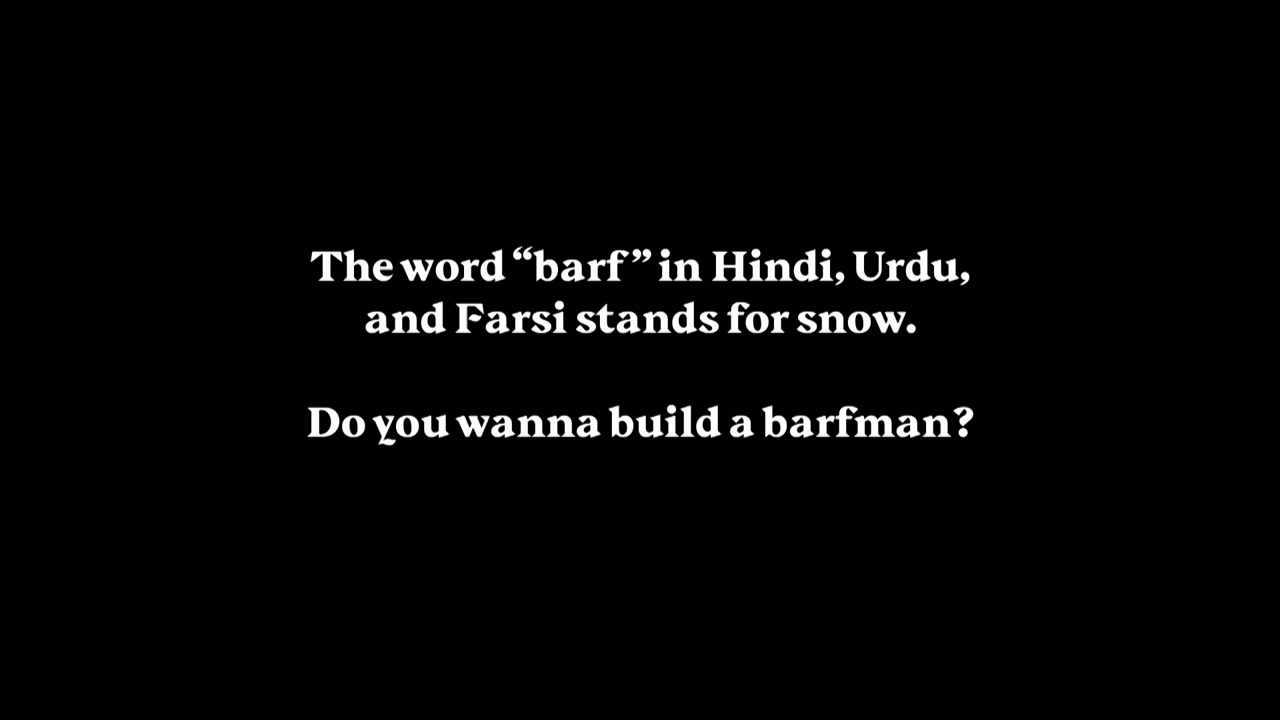 The word “barf” in Hindi, Urdu,
and Farsi stands for snow.
Do you wanna build a barfman?